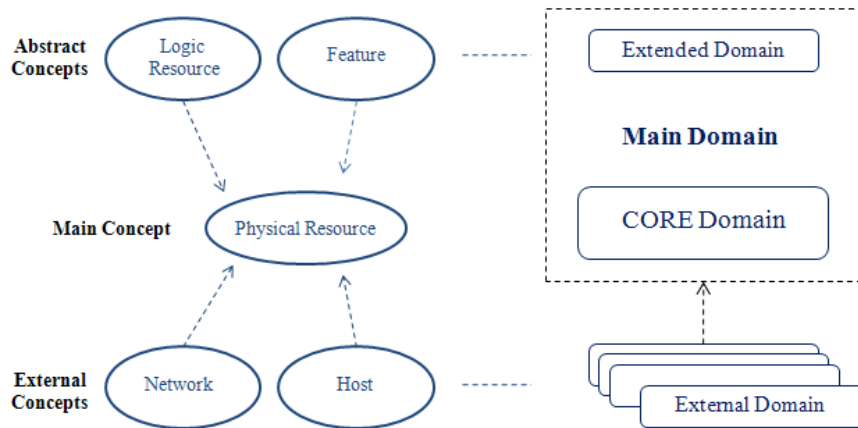 Abstract
Concepts
Logic
Resource
Feature
Extended Domain
Main Domain
Main Concept
Physical Resource
CORE Domain
External
Concepts
Network
Host
External Domain